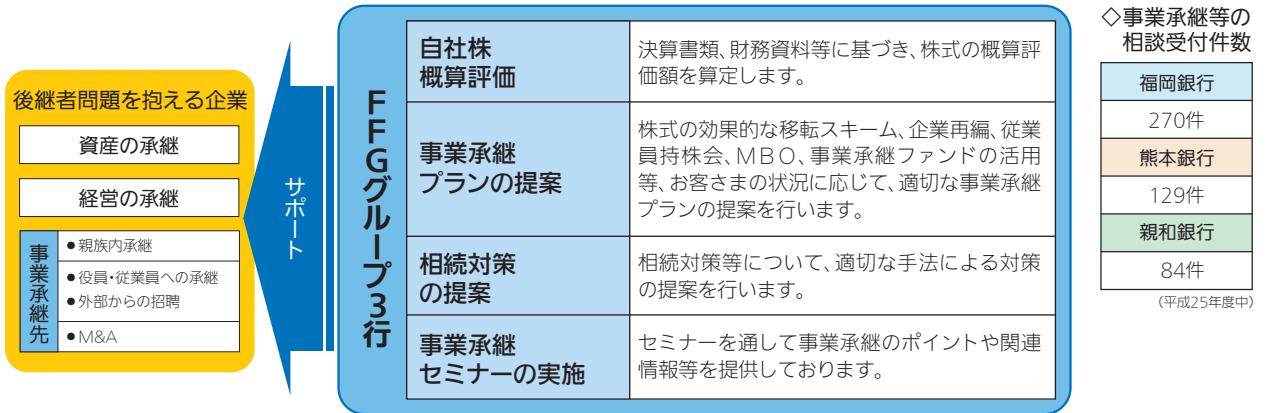 後継者問題を抱える企業
資産の承継
経営の承継
事業承継先
●親族内承継
●役員・従業員への承継
●外部からの招聘
●M&A
サポート
FFGグループ3行
自社株
概算評価
決算書類、財務資料等に基づき、株式の概算評
価額を算定します。
事業承継
プランの提案
株式の効果的な移転スキーム、企業再編、従業
員持株会、MBO、事業承継ファンドの活用
等、お客さまの状況に応じて、適切な事業承継
プランの提案を行います。
相続対策
の提案
相続対策等について、適切な手法による対策
の提案を行います。
事業承継
セミナーの実施
セミナーを通して事業承継のポイントや関連
情報等を提供しております。
◇事業承継等の
相談受付件数
福岡銀行
270件
熊本銀行
129件
親和銀行
84件
(平成25年度中)